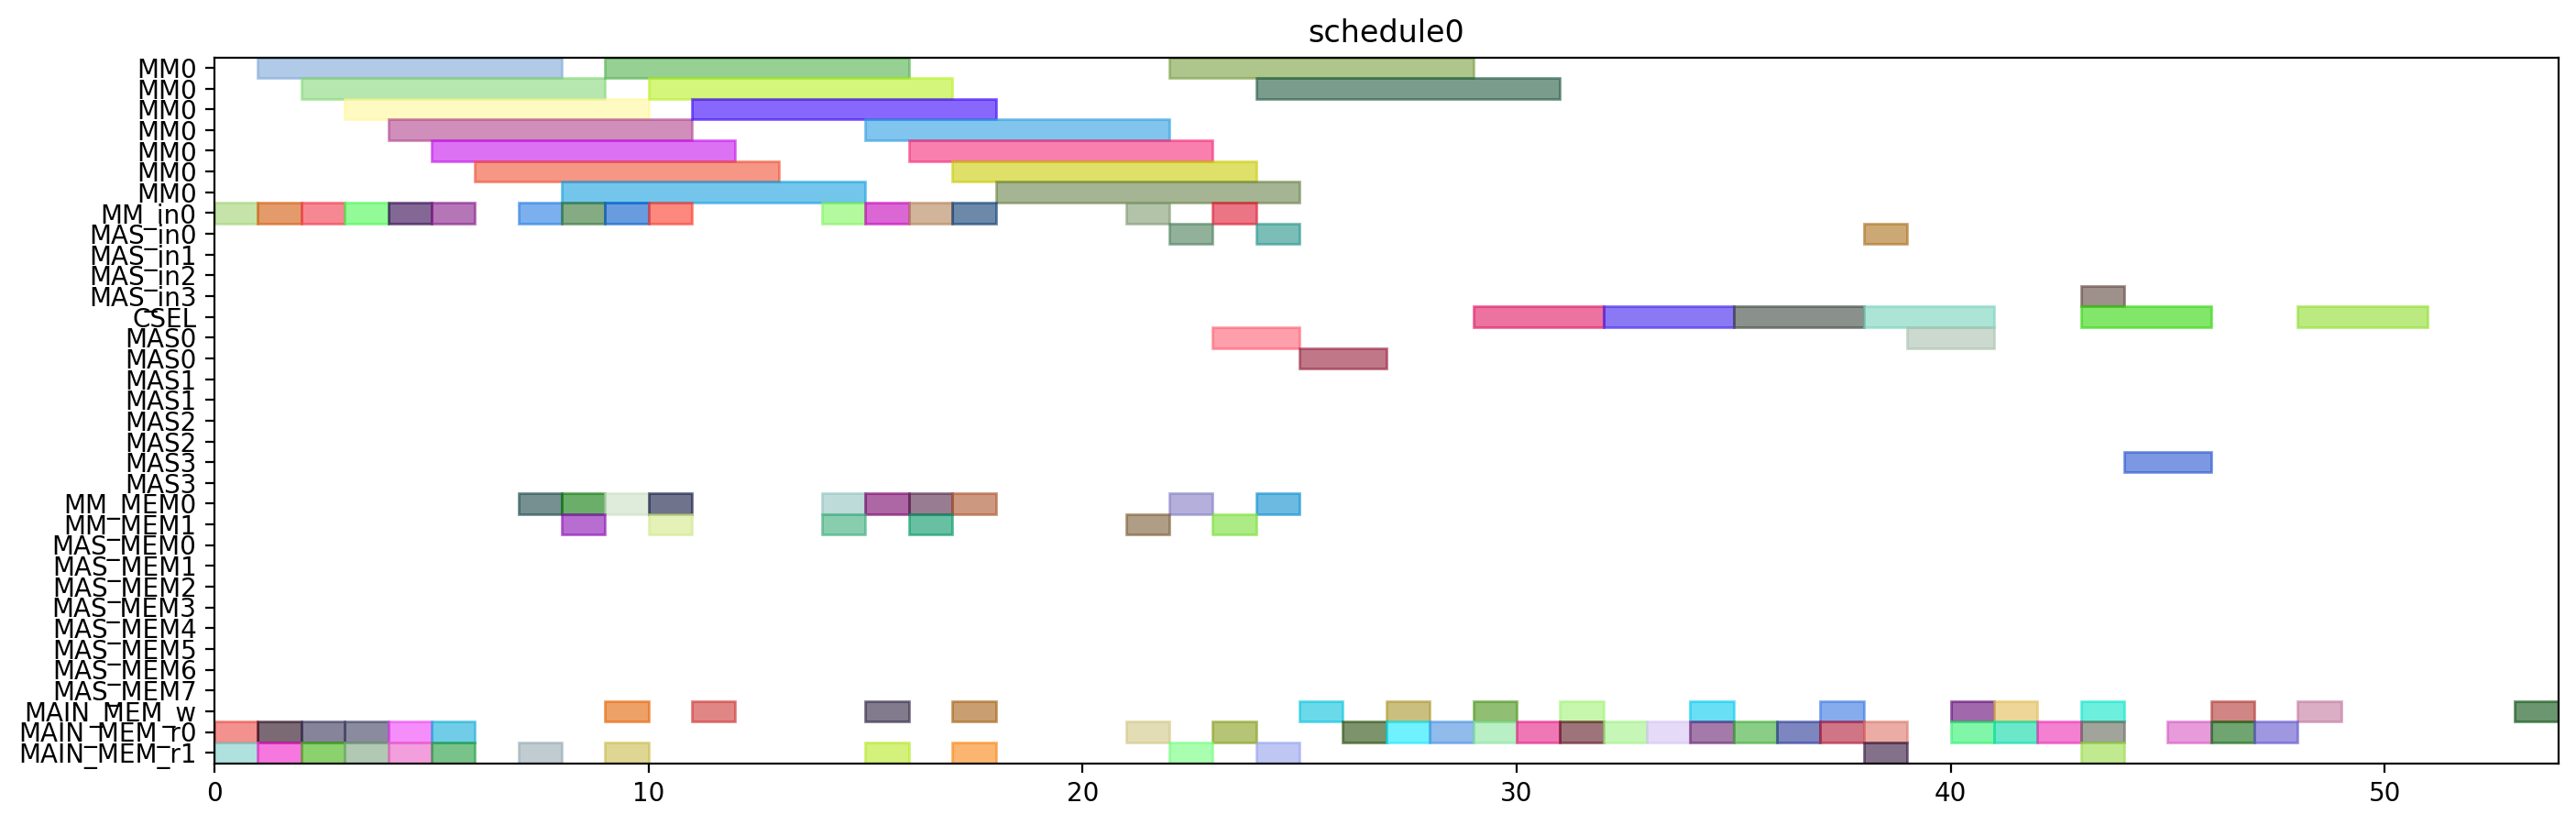 schedule0
MM0
MM0
MM0
MM0
MM0
MM0
MM0
MM_in0
MAS_in0
MAS_in1
MAS_in2
MAS_in3
CSEL
MAS0
MAS0
MAS1
MAS1
MAS2
MAS2
MAS3
MAS3
MM_MEM0
MM_MEM1
MAS_MEM0
MAS_MEM1
MAS_MEM2
MAS_MEM3
MAS_MEM4
MAS_MEM5
MAS_MEM6
MAS_MEM7
MAIN_MEM_w
MAIN_MEM_r0
MAIN_MEM_r1
0 10 20 30 40 50